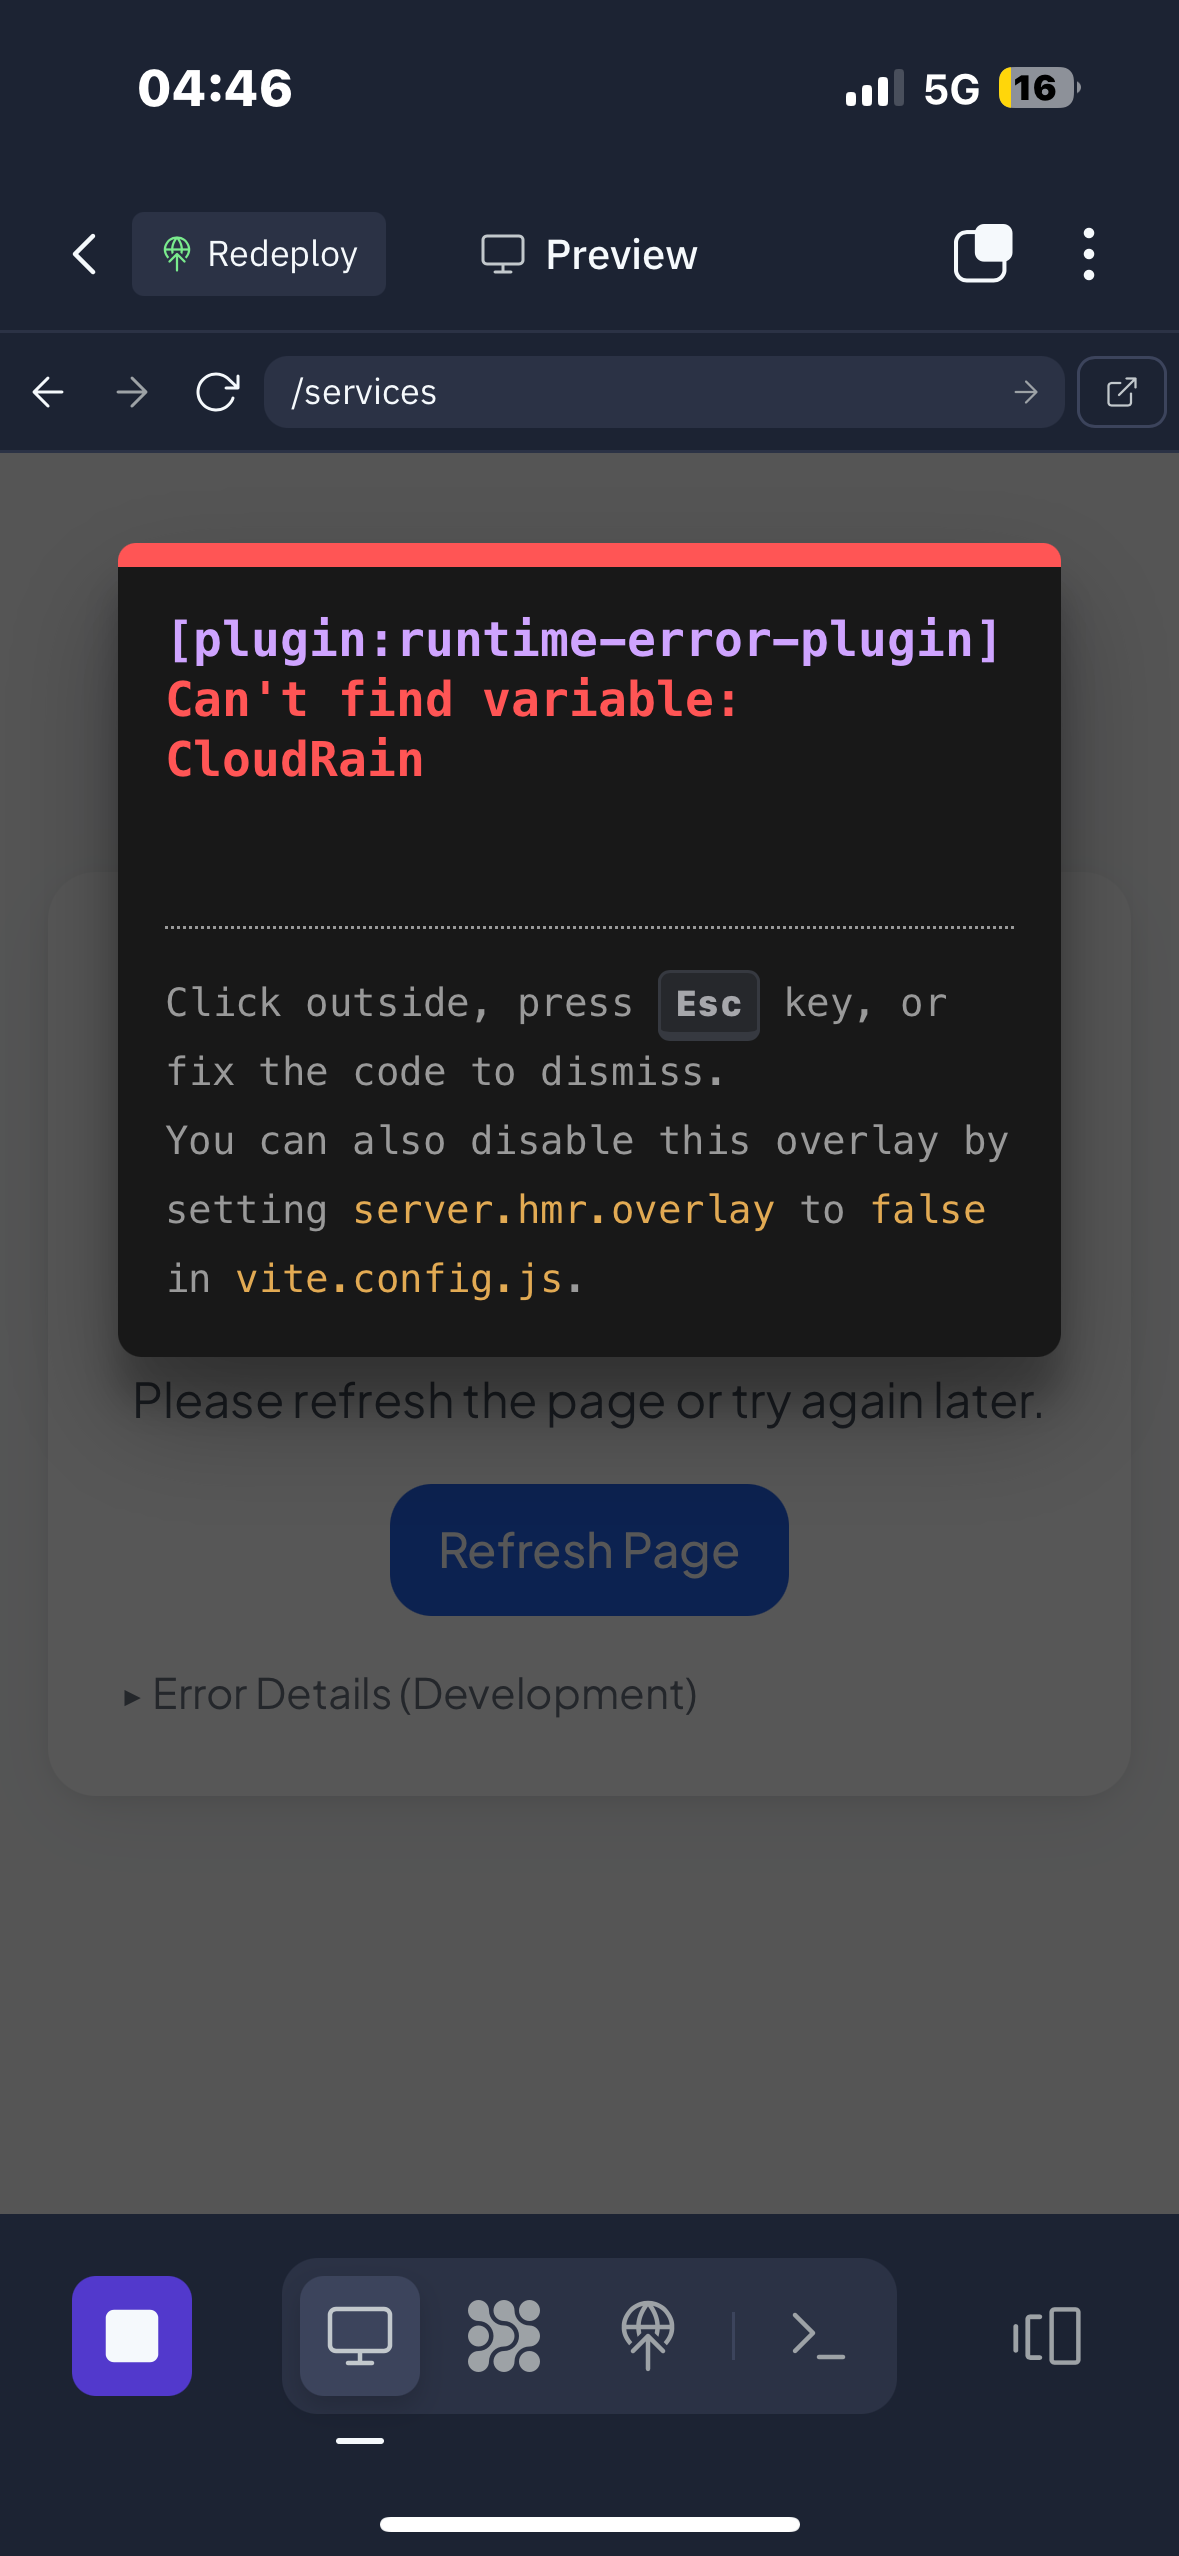 04:46
5G
16
Redeploy
Preview
/services
[plugin:runtime-error-plugin]
Can't find variable:
CloudRain
Click outside, press Esc key, or
fix the code to dismiss.
You can also disable this overlay by
setting server.hmr.overlay to false
in vite.config.js.
Please refresh the page or try again later.
Refresh Page
Error Details (Development)